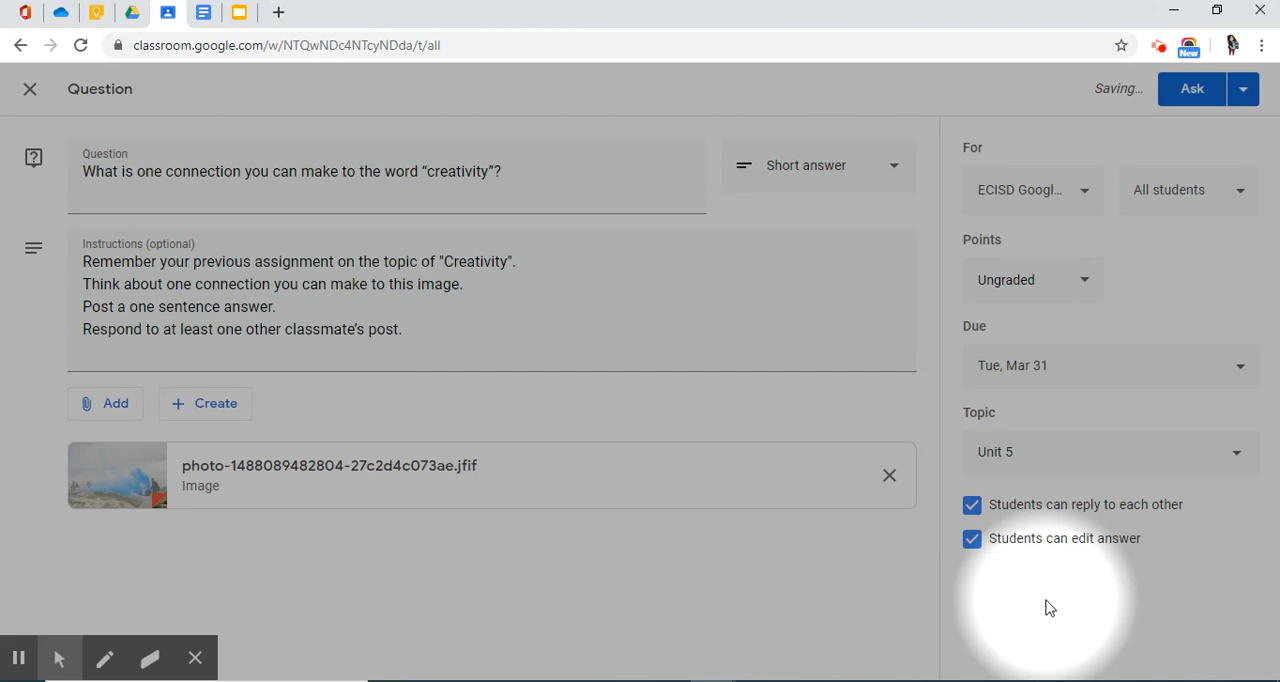 classroom.google.com/w/NTQwNDc4NTcyNDda/t/all
New
Question
Saving...
Ask
Question
What is one connection you can make to the word “creativity”?
Short answer
Instructions (optional)
Remember your previous assignment on the topic of "Creativity".
Think about one connection you can make to this image.
Post a one sentence answer.
Respond to at least one other classmate’s post.
Add
Create
photo-1488089482804-27c2d4c073ae.jfif
Image
For
ECISD Googl...
All students
Points
Ungraded
Due
Tue, Mar 31
Topic
Unit 5
Students can reply to each other
Students can edit answer